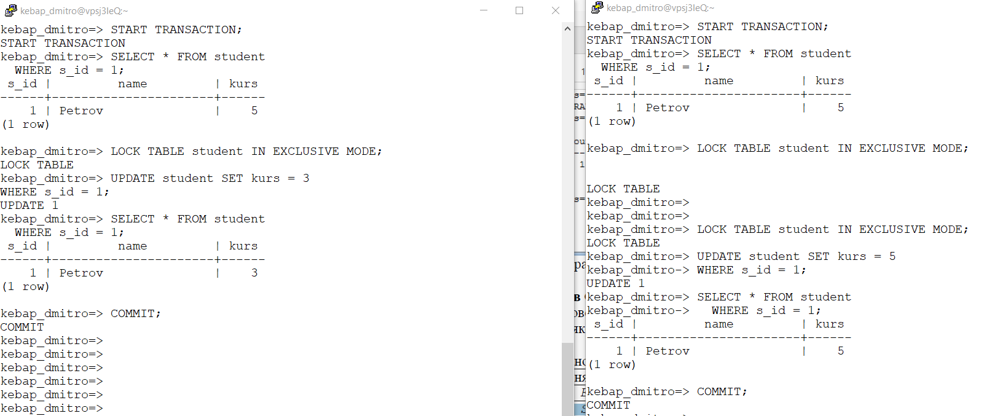 kebap_dmitro@vpsj3IeQ:~
kebap_dmitro=> START TRANSACTION;
START TRANSACTION
kebap_dmitro=> SELECT * FROM student
  WHERE s_id = 1;
 s_id |         name         | kurs
------+----------------------+------
    1 | Petrov               |    5
(1 row)
kebap_dmitro=> LOCK TABLE student IN EXCLUSIVE MODE;
LOCK TABLE
kebap_dmitro=> UPDATE student SET kurs = 3
WHERE s_id = 1;
UPDATE 1
kebap_dmitro=> SELECT * FROM student
  WHERE s_id = 1;
 s_id |         name         | kurs
------+----------------------+------
    1 | Petrov               |    3
(1 row)
kebap_dmitro=> COMMIT;
COMMIT
kebap_dmitro=>
kebap_dmitro=>
kebap_dmitro=>
kebap_dmitro=>
kebap_dmitro=>
kebap_dmitro=>
kebap_dmitro@vpsj3IeQ:~
kebap_dmitro=> START TRANSACTION;
START TRANSACTION
kebap_dmitro=> SELECT * FROM student
  WHERE s_id = 1;
 s_id |         name         | kurs
------+----------------------+------
    1 | Petrov               |    5
(1 row)
kebap_dmitro=> LOCK TABLE student IN EXCLUSIVE MODE;
LOCK TABLE
kebap_dmitro=>
kebap_dmitro=>
kebap_dmitro=> LOCK TABLE student IN EXCLUSIVE MODE;
LOCK TABLE
kebap_dmitro=> UPDATE student SET kurs = 5
kebap_dmitro-> WHERE s_id = 1;
UPDATE 1
kebap_dmitro=> SELECT * FROM student
kebap_dmitro->   WHERE s_id = 1;
 s_id |         name         | kurs
------+----------------------+------
    1 | Petrov               |    5
(1 row)
kebap_dmitro=> COMMIT;
COMMIT